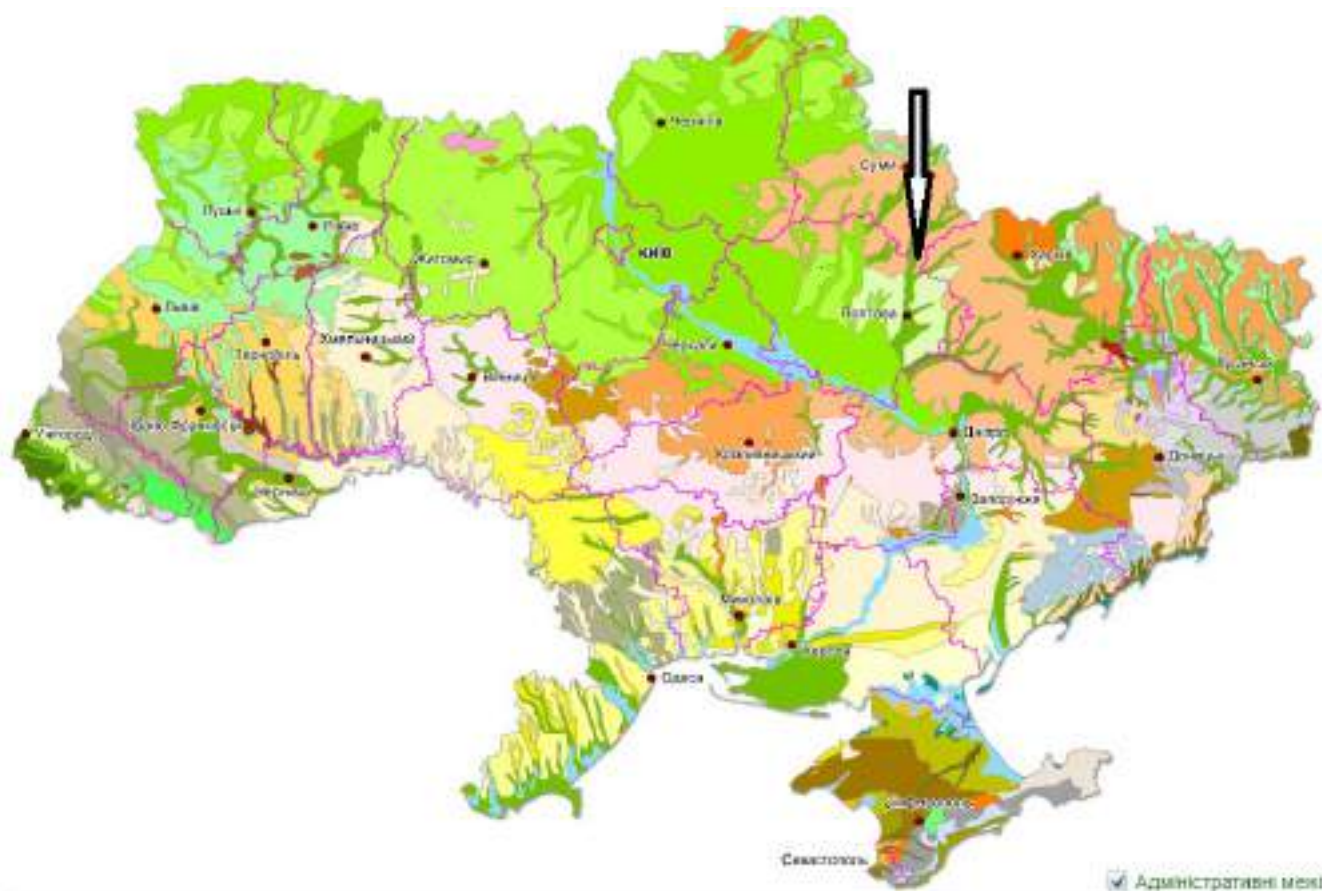 Чернігів
Суми
Луцьк
Рівне
КИЇВ
Житомир
Харків
Львів
Полтава
Черкаси
Хмельницький
Тернопіль
Вінниця
Луганськ
Івано-Франківськ
Ужгород
Кропивницький
Дніпро
Донецьк
Чернівці
Запоріжжя
Миколаїв
Херсон
Одеса
Сімферополь
Севастополь
Адміністративні межі